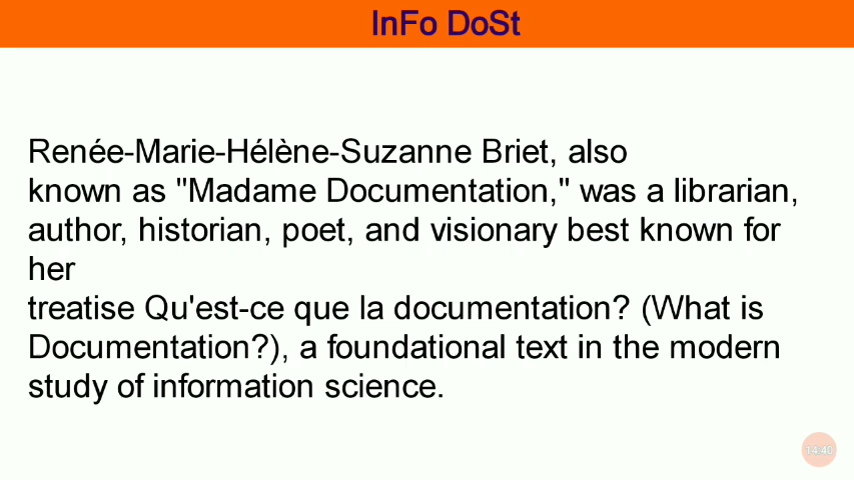 InFo DoSt
Renée-Marie-Hélène-Suzanne Briet, also
known as "Madame Documentation," was a librarian,
author, historian, poet, and visionary best known for
her
treatise Qu'est-ce que la documentation? (What is
Documentation?), a foundational text in the modern
study of information science.
14:40